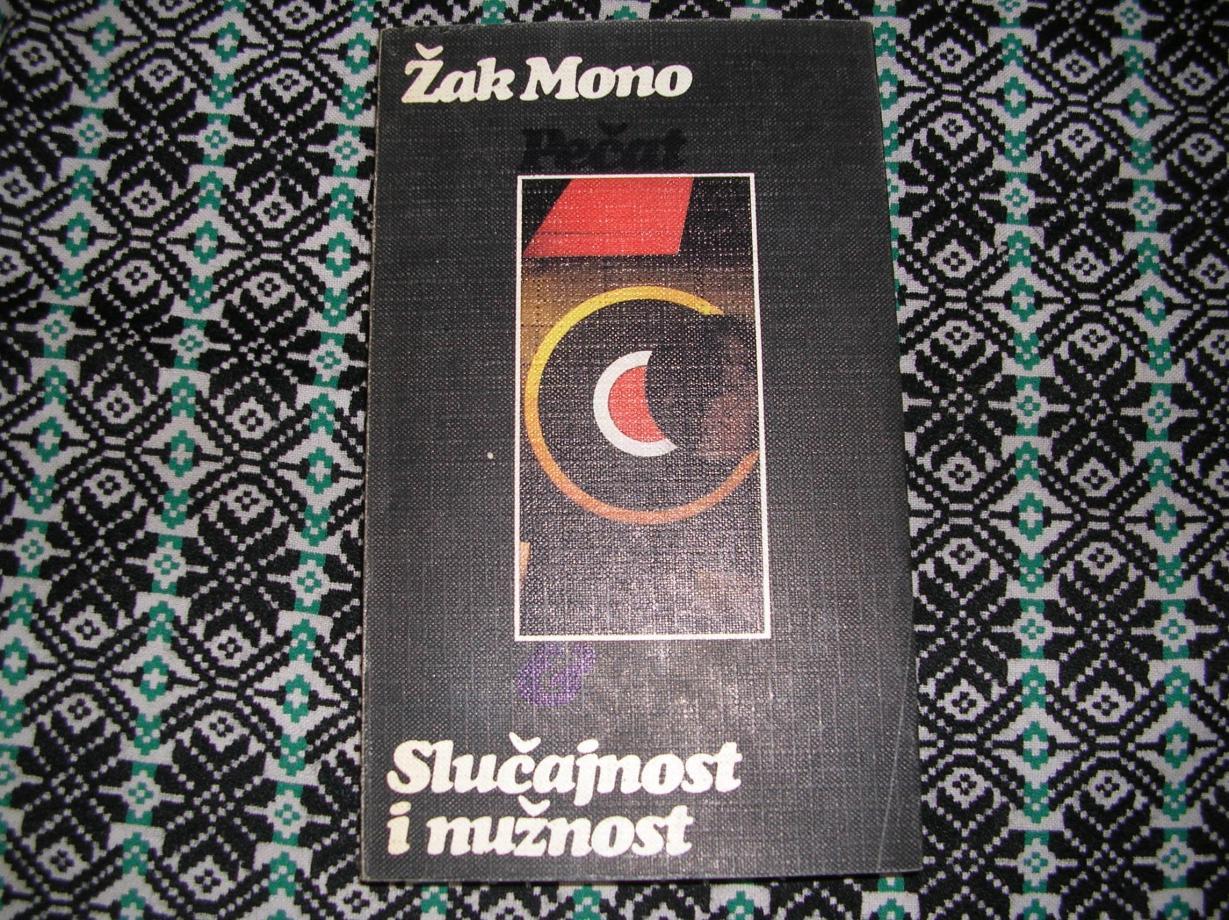 Žak Mono
Pečat
Slučajnost
i nužnost